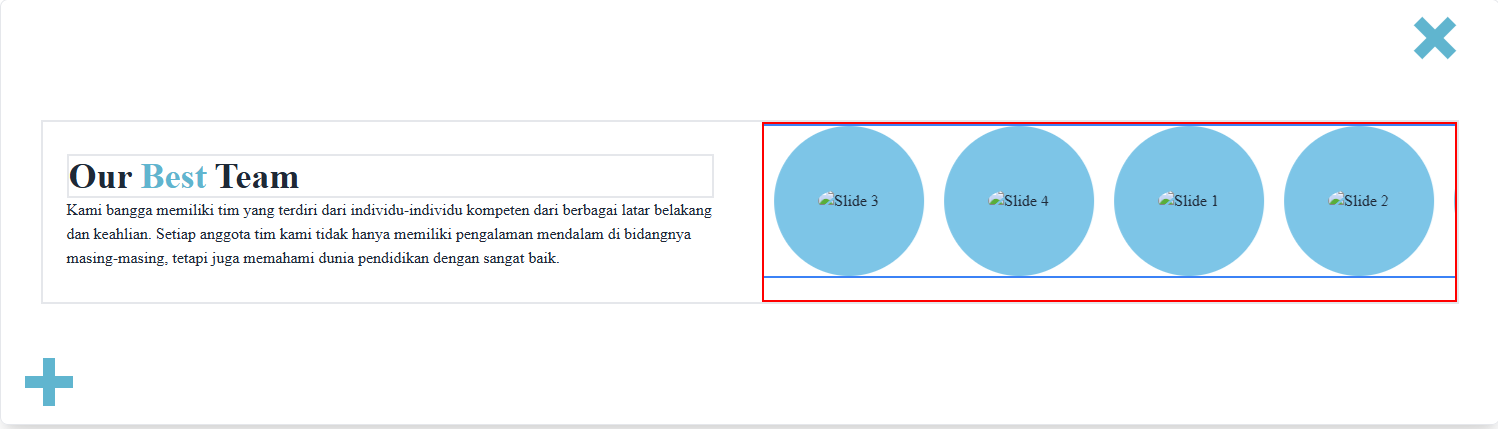 Our Best Team
Kami bangga memiliki tim yang terdiri dari individu-individu kompeten dari berbagai latar belakang
dan keahlian. Setiap anggota tim kami tidak hanya memiliki pengalaman mendalam di bidangnya
masing-masing, tetapi juga memahami dunia pendidikan dengan sangat baik.
Slide 3
Slide 4
Slide 1
Slide 2